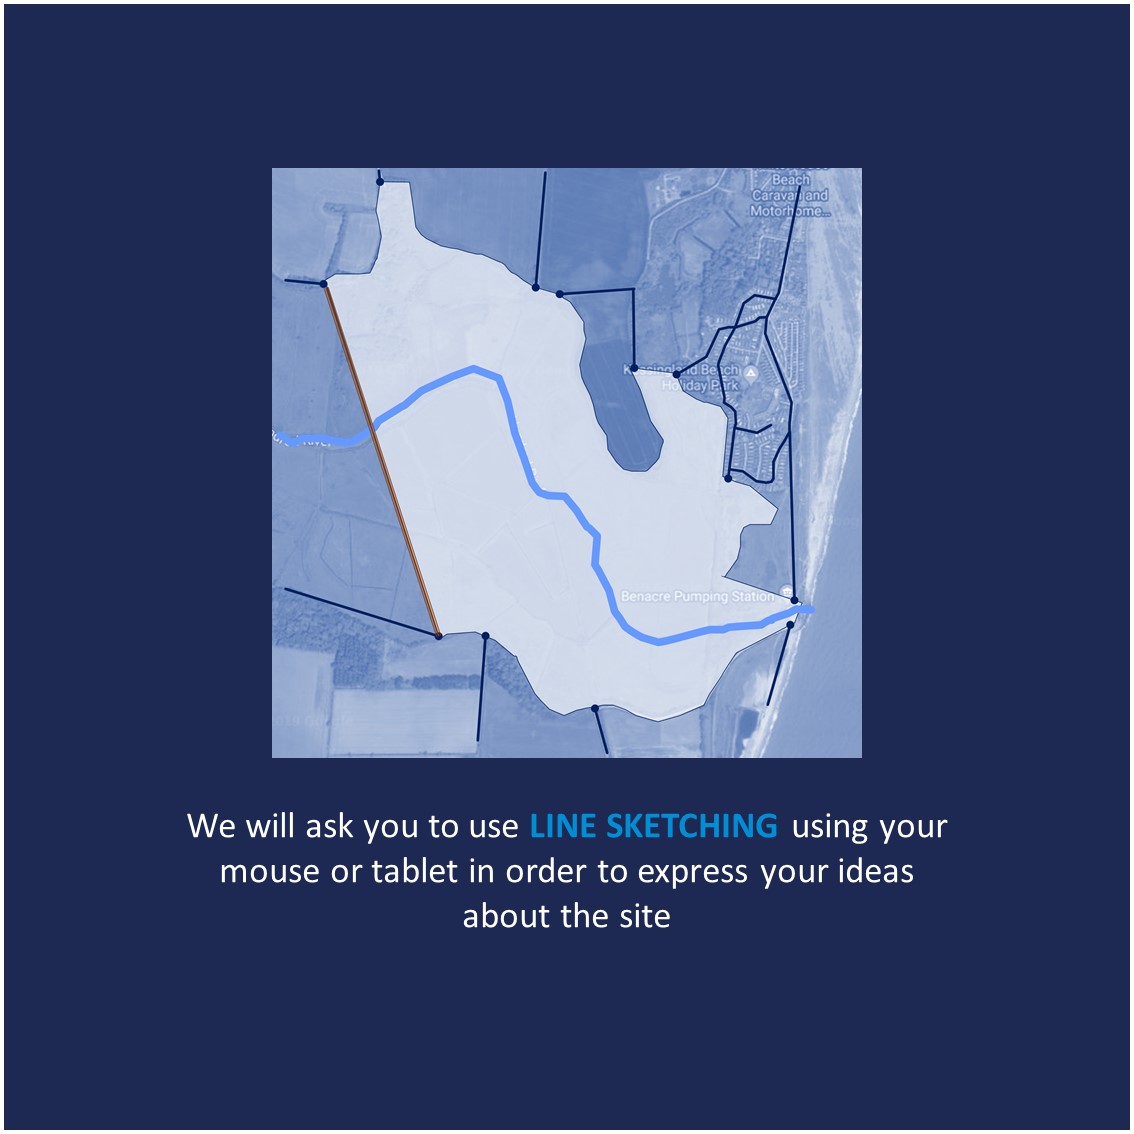 Beach
Caravan and
Motorhome...
Kessingland Beach
Holiday Park
River
Benacre Pumping Station
We will ask you to use LINE SKETCHING using your
mouse or tablet in order to express your ideas
about the site